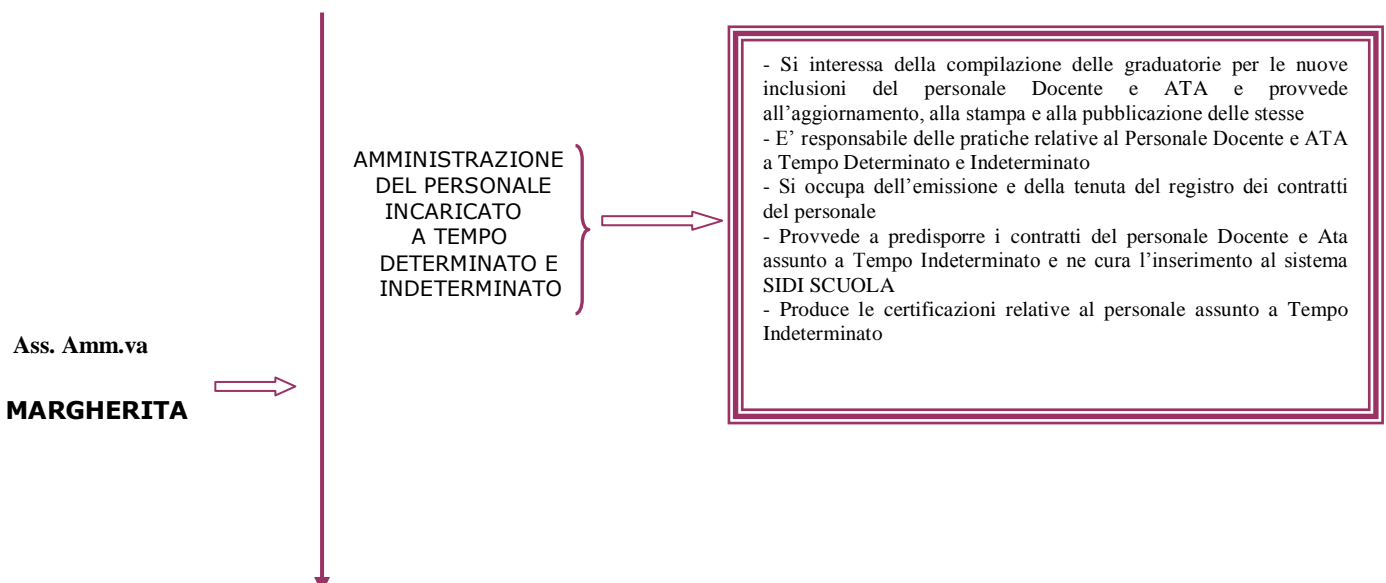 Ass. Amm.va
MARGHERITA
AMMINISTRAZIONE
DEL PERSONALE
INCARICATO
A TEMPO
DETERMINATO E
INDETERMINATO
- Si interessa della compilazione delle graduatorie per le nuove
inclusioni del personale Docente e ATA e provvede
all’aggiornamento, alla stampa e alla pubblicazione delle stesse
- E’ responsabile delle pratiche relative al Personale Docente e ATA
a Tempo Determinato e Indeterminato
- Si occupa dell’emissione e della tenuta del registro dei contratti
del personale
- Provvede a predisporre i contratti del personale Docente e Ata
assunto a Tempo Indeterminato e ne cura l’inserimento al sistema
SIDI SCUOLA
- Produce le certificazioni relative al personale assunto a Tempo
Indeterminato